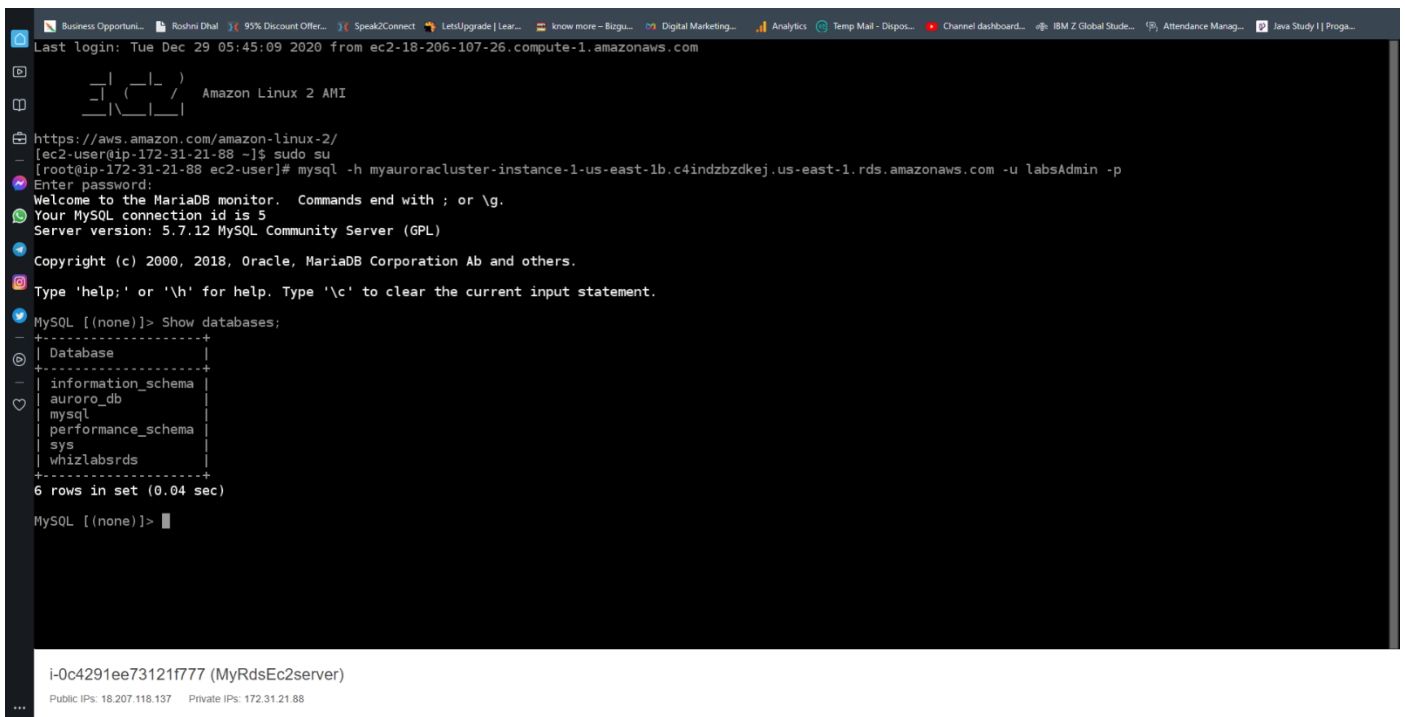 Business Opportuni... Roshni Dhal 95% Discount Offer... Speak2Connect LetsUpgrade | Lear... know more – Bizgu... Digital Marketing... Analytics Temp Mail - Dispos... Channel dashboard... IBM Z Global Stude... Attendance Manag... Java Study I | Proga...
Last login: Tue Dec 29 05:45:09 2020 from ec2-18-206-107-26.compute-1.amazonaws.com
__|  __|_  )
_|  (     /   Amazon Linux 2 AMI
___|\___|___|
https://aws.amazon.com/amazon-linux-2/
[ec2-user@ip-172-31-21-88 ~]$ sudo su
[root@ip-172-31-21-88 ec2-user]# mysql -h myauroracluster-instance-1-us-east-1b.c4indzbzdkej.us-east-1.rds.amazonaws.com -u labsAdmin -p
Enter password:
Welcome to the MariaDB monitor.  Commands end with ; or \g.
Your MySQL connection id is 5
Server version: 5.7.12 MySQL Community Server (GPL)
Copyright (c) 2000, 2018, Oracle, MariaDB Corporation Ab and others.
Type 'help;' or '\h' for help. Type '\c' to clear the current input statement.
MySQL [(none)]> Show databases;
+--------------------+
| Database           |
+--------------------+
| information_schema |
| auroro_db          |
| mysql              |
| performance_schema |
| sys                |
| whizlabsrds        |
+--------------------+
6 rows in set (0.04 sec)
MySQL [(none)]>
i-0c4291ee73121f777 (MyRdsEc2server)
Public IPs: 18.207.118.137 Private IPs: 172.31.21.88